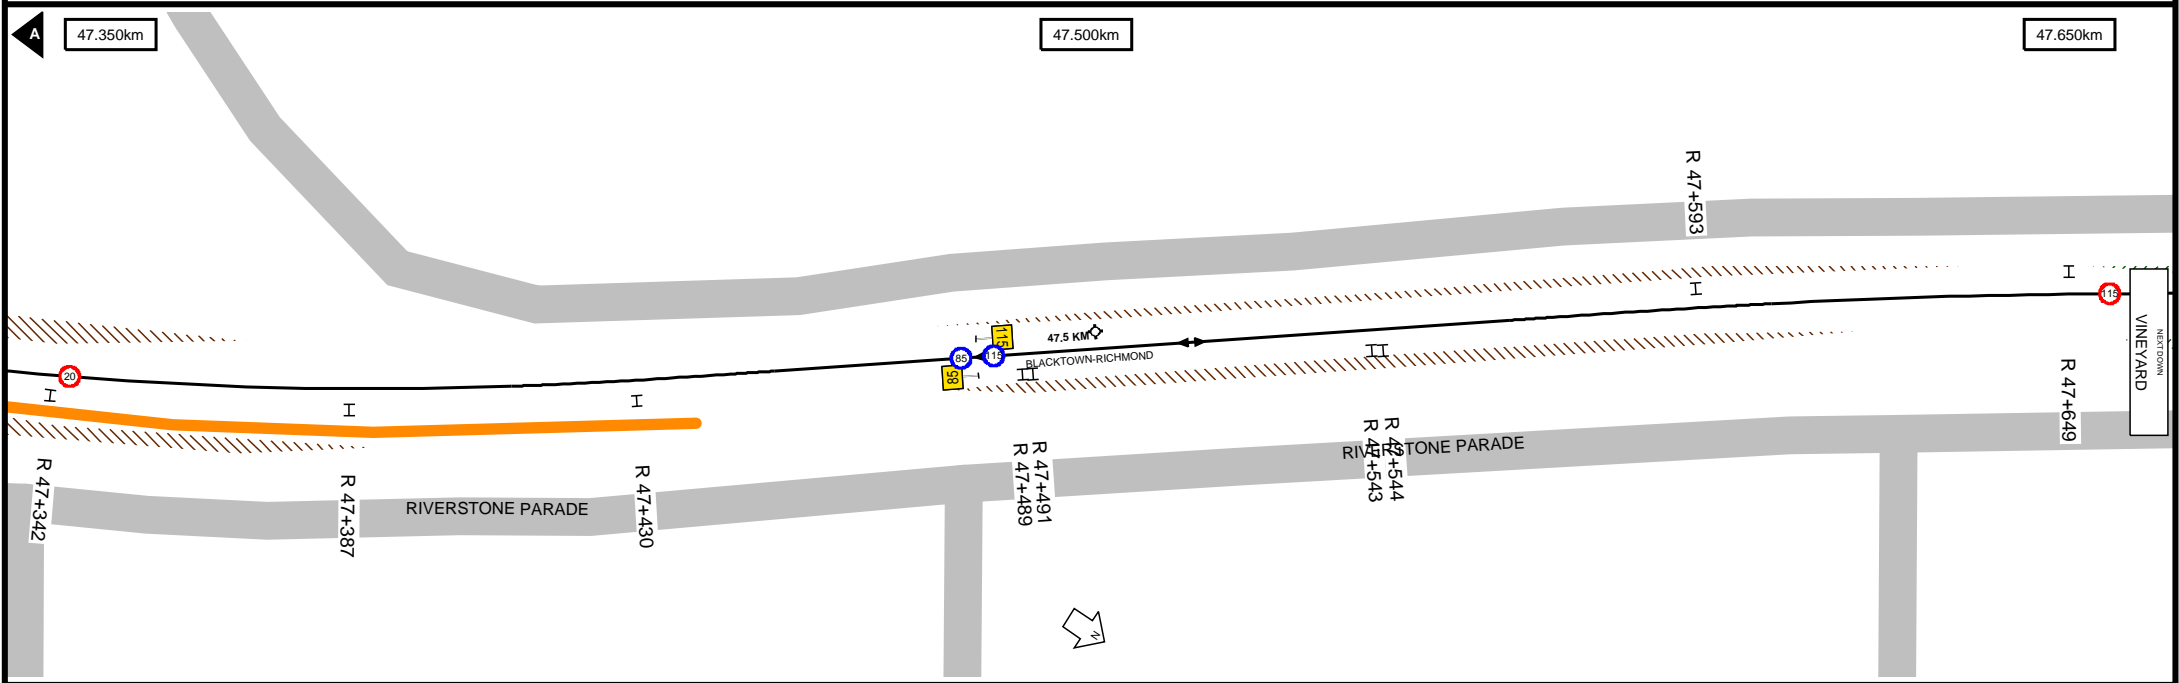 A
47.350km
47.500km
47.650km
R 47+593
115
47.5 KM
115
85
115
BLACKTOWN-RICHMOND
20
85
VINEYARD
NEXT DOWN
R 47+342
R 47+387
RIVERSTONE PARADE
R 47+430
R 47+489
R 47+491
R 47+543
R 47+544
RIVERSTONE PARADE
R 47+649
N